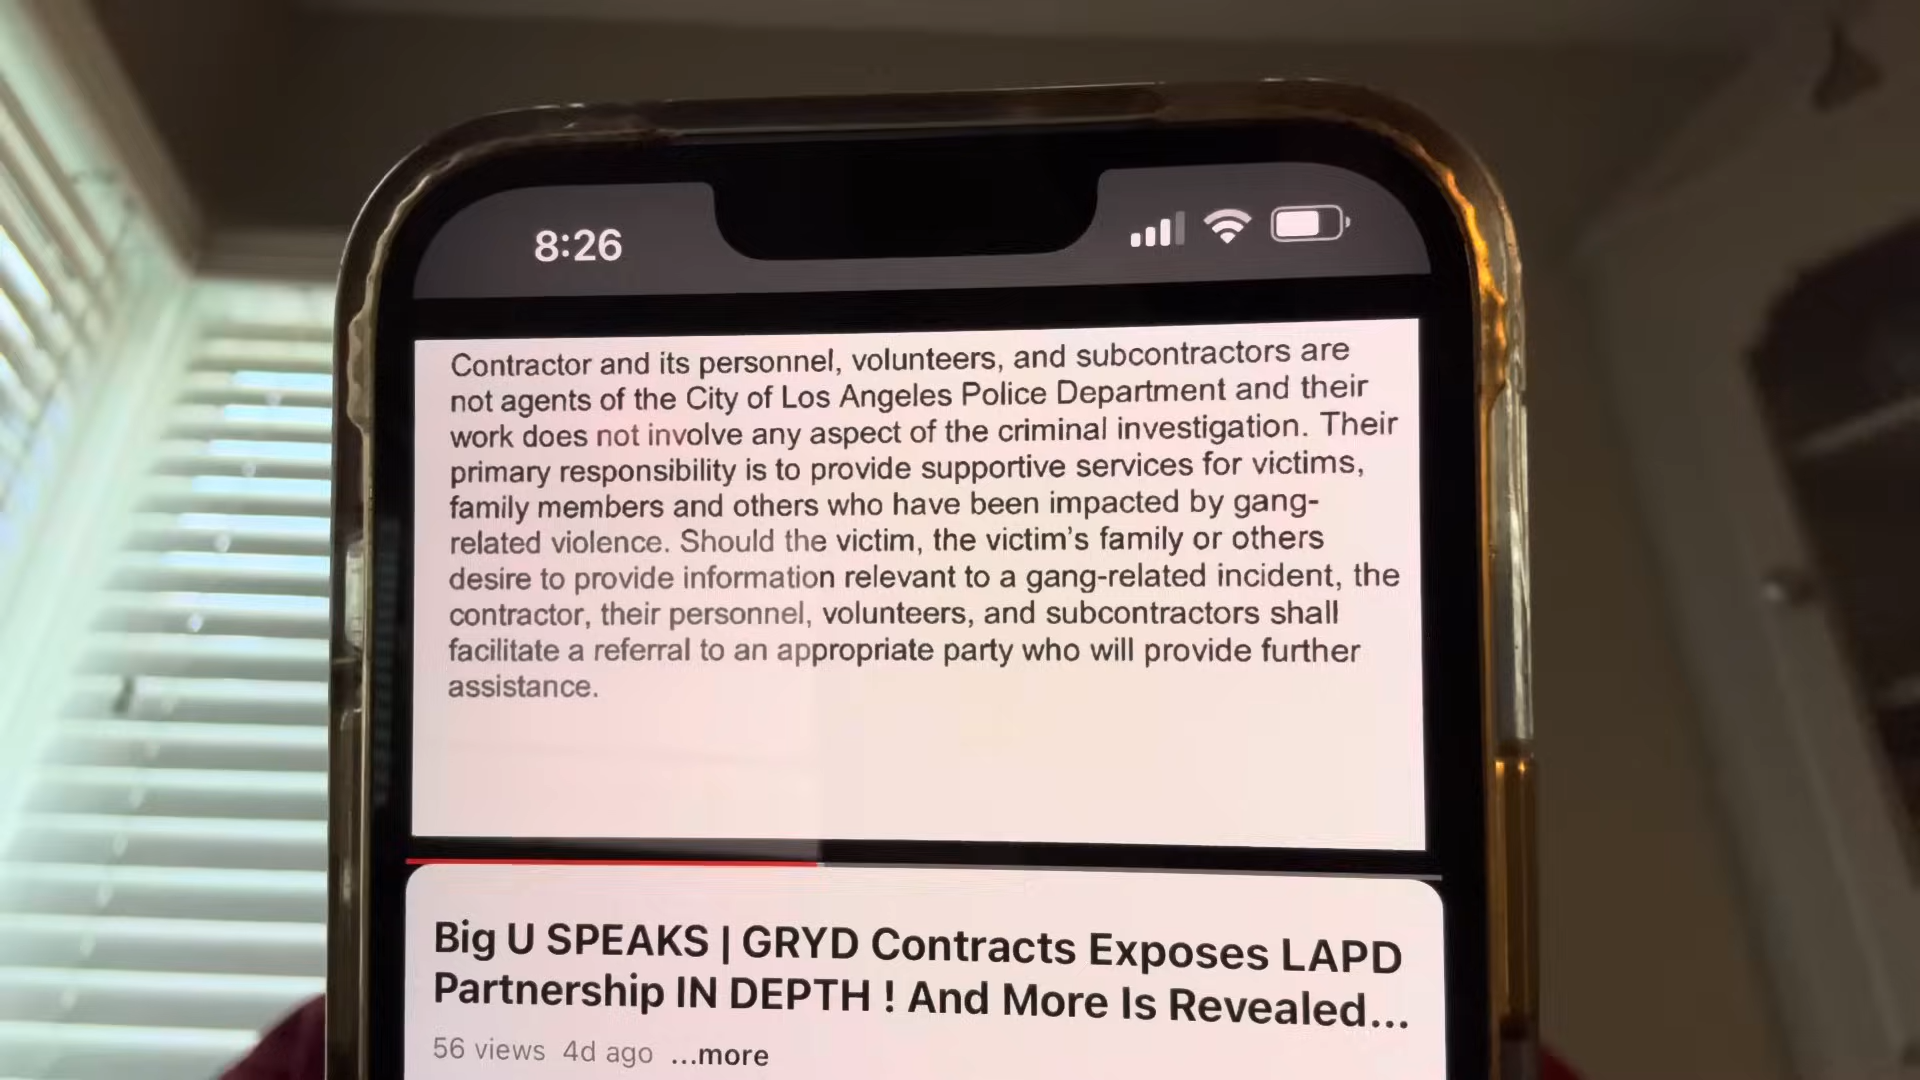 8:26
Contractor and its personnel, volunteers, and subcontractors are
not agents of the City of Los Angeles Police Department and their
work does not involve any aspect of the criminal investigation. Their
primary responsibility is to provide supportive services for victims,
family members and others who have been impacted by gang-
related violence. Should the victim, the victim’s family or others
desire to provide information relevant to a gang-related incident, the
contractor, their personnel, volunteers, and subcontractors shall
facilitate a referral to an appropriate party who will provide further
assistance.
Big U SPEAKS | GRYD Contracts Exposes LAPD
Partnership IN DEPTH ! And More Is Revealed...
56 views 4d ago ...more